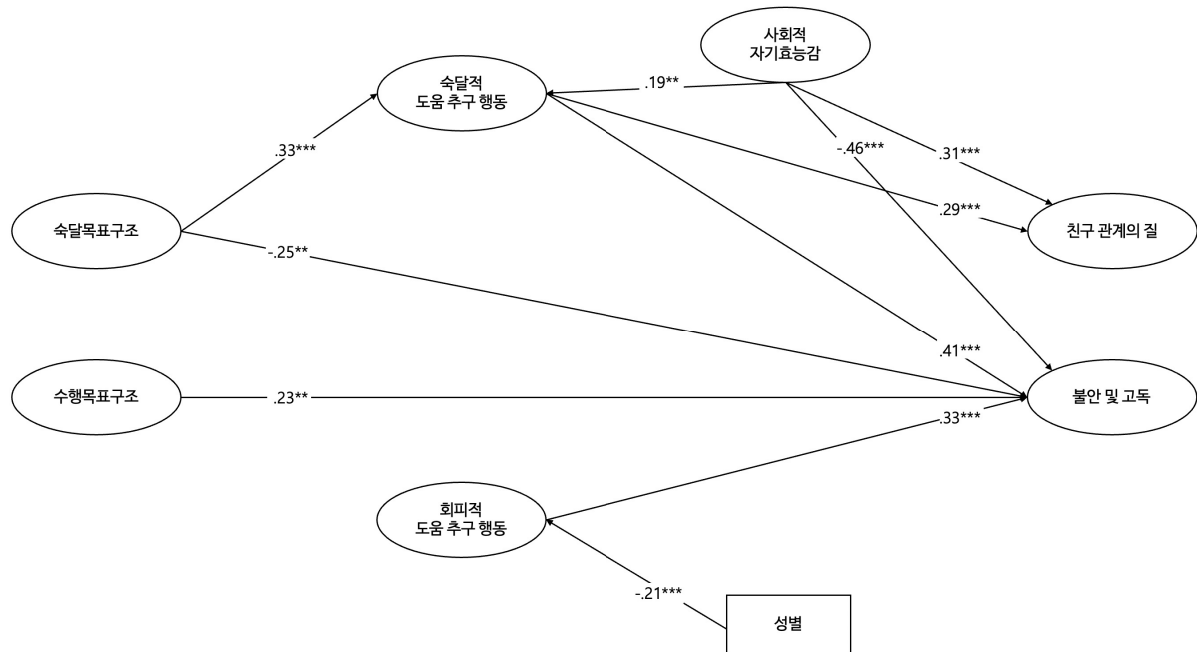 사회적
자기효능감
숙달적
도움 추구 행동
.19**
.33***
-.46***
.31***
.29***
숙달목표구조
친구 관계의 질
-.25**
.41***
수행목표구조
.23**
불안 및 고독
.33***
회피적
도움 추구 행동
-.21***
성별